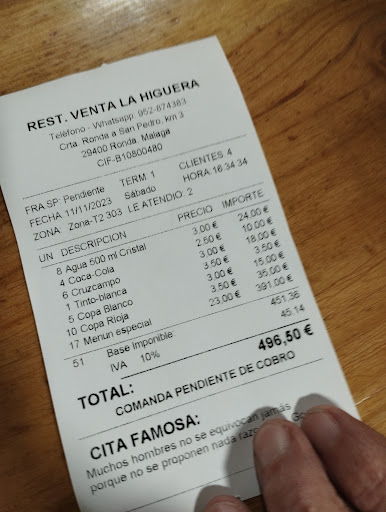 REST. VENTA LA HIGUERA
Teléfono - Whatsapp. 952-874383
Crta. Ronda a San Pedro, km 3
29400 Ronda. Malaga
CIF-B10800480
FRA SP: Pendiente TERM. 1 CLIENTES. 4
FECHA 11/11/2023 Sábado HORA. 16:34:34
ZONA: Zona-T2 303 LE ATENDIO: 2
UN DESCRIPCION PRECIO IMPORTE
8 Agua 500 ml Cristal 3,00 € 24,00 €
4 Coca-Cola 2,50 € 10,00 €
6 Cruzcampo 3,00 € 18,00 €
1 Tinto-blanca 3,50 € 3,50 €
5 Copa Blanco 3,00 € 15,00 €
10 Copa Rioja 3,50 € 35,00 €
17 Menun especial 23,00 € 391,00 €
51 Base Imponible 451.36
IVA 10% 45.14
TOTAL: 496,50 €
COMANDA PENDIENTE DE COBRO
CITA FAMOSA:
Muchos hombres no se equivocan jamás
porque no se proponen nada